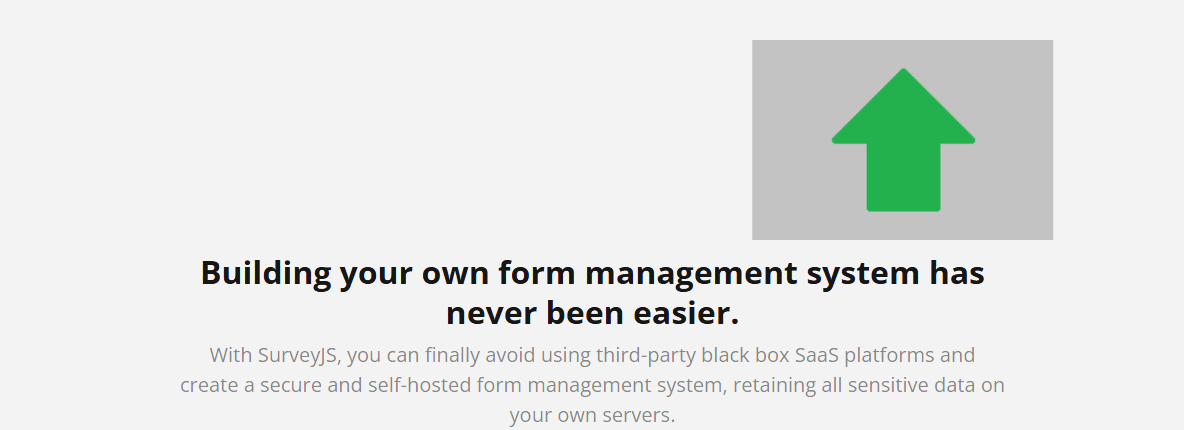 Building your own form management system has
never been easier.
With SurveyJS, you can finally avoid using third-party black box SaaS platforms and
create a secure and self-hosted form management system, retaining all sensitive data on
your own servers.